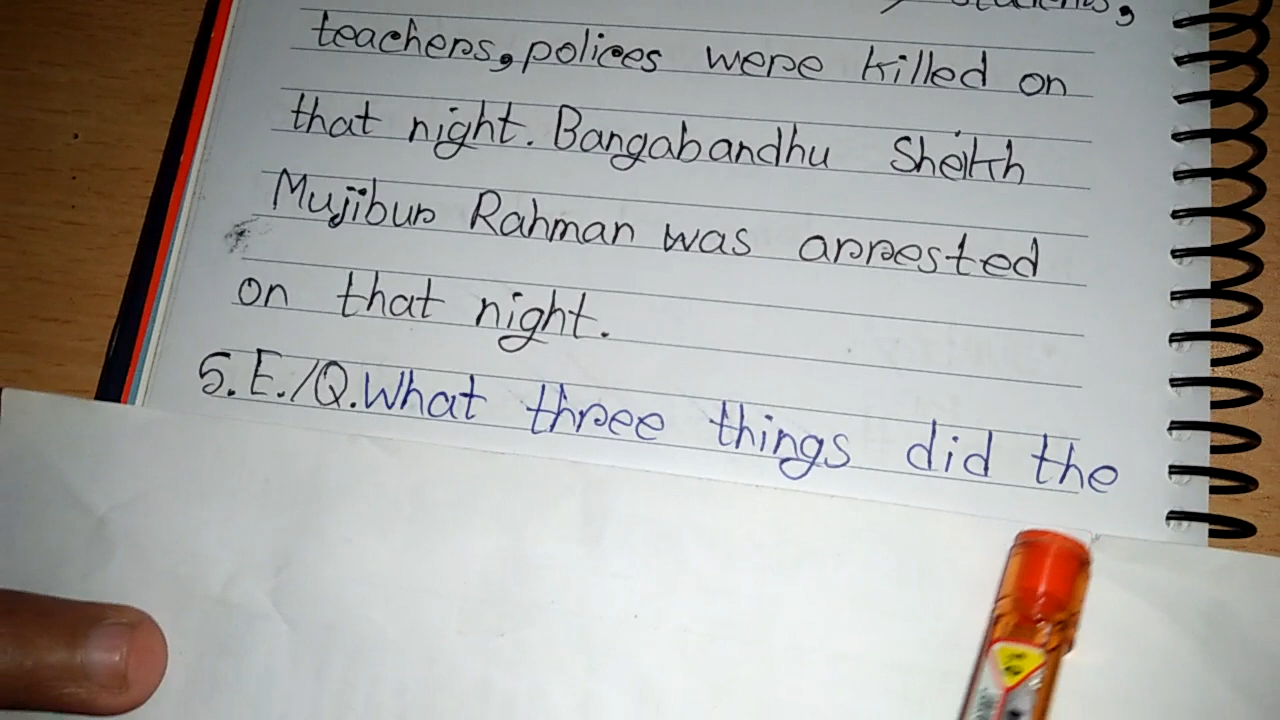 students,
teachers, polices were killed on
that night. Bangabandhu Sheikh
Mujibur Rahman was arrested
on that night.
5.E./Q.What three things did the